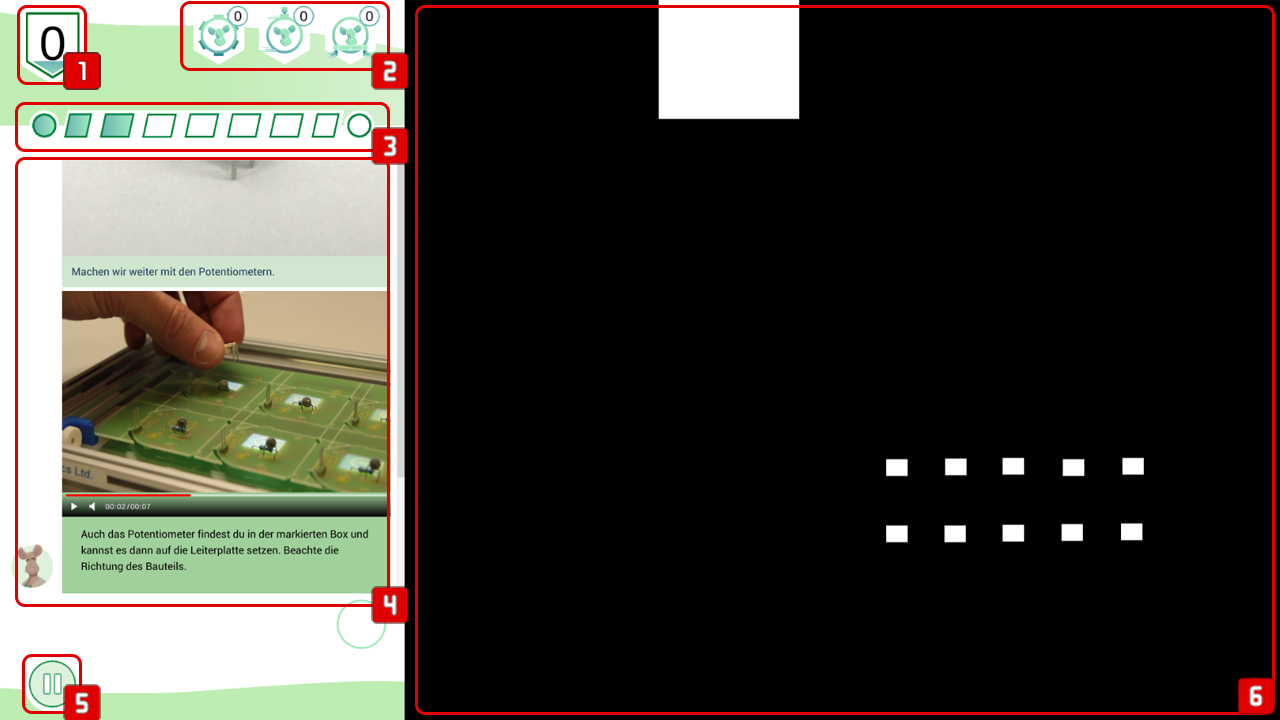 0
1
0
0
0
2
3
Machen wir weiter mit den Potentiometern.
cs Ltd.
00:02/00:07
Auch das Potentiometer findest du in der markierten Box und
kannst es dann auf die Leiterplatte setzen. Beachte die
Richtung des Bauteils.
4
5
6